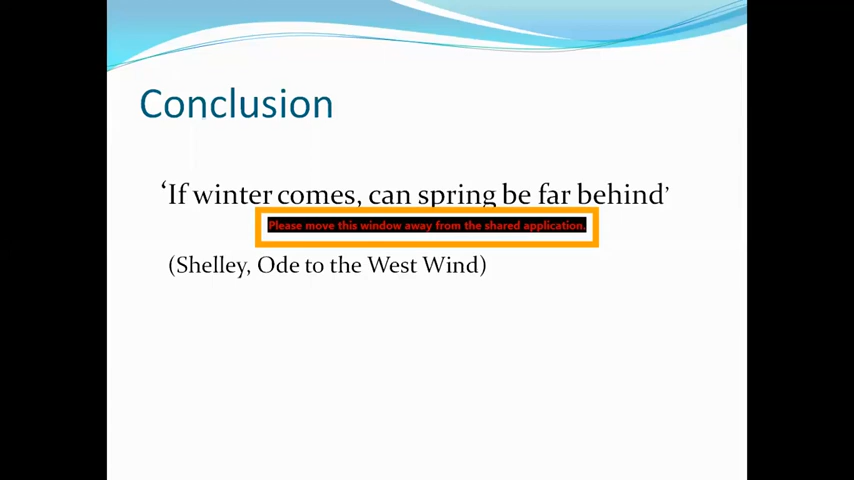 Conclusion
‘If winter comes, can spring be far behind’
Please move this window away from the shared application.
(Shelley, Ode to the West Wind)